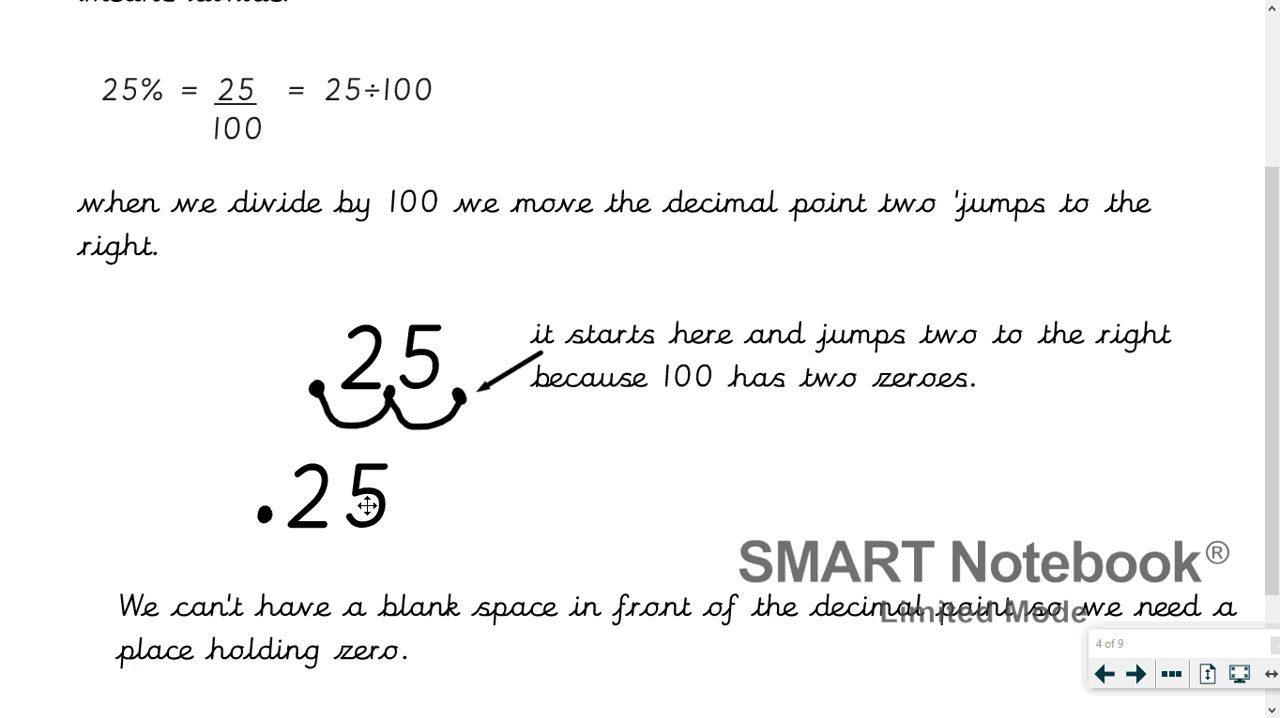 25% = 25 = 25÷100
100
when we divide by 100 we move the decimal point two 'jumps to the
right.
.25.
it starts here and jumps two to the right
because 100 has two zeroes.
.25
SMART Notebook®
We can't have a blank space in front of the decimal point so we need a
Limited Mode
place holding zero.
4 of 9